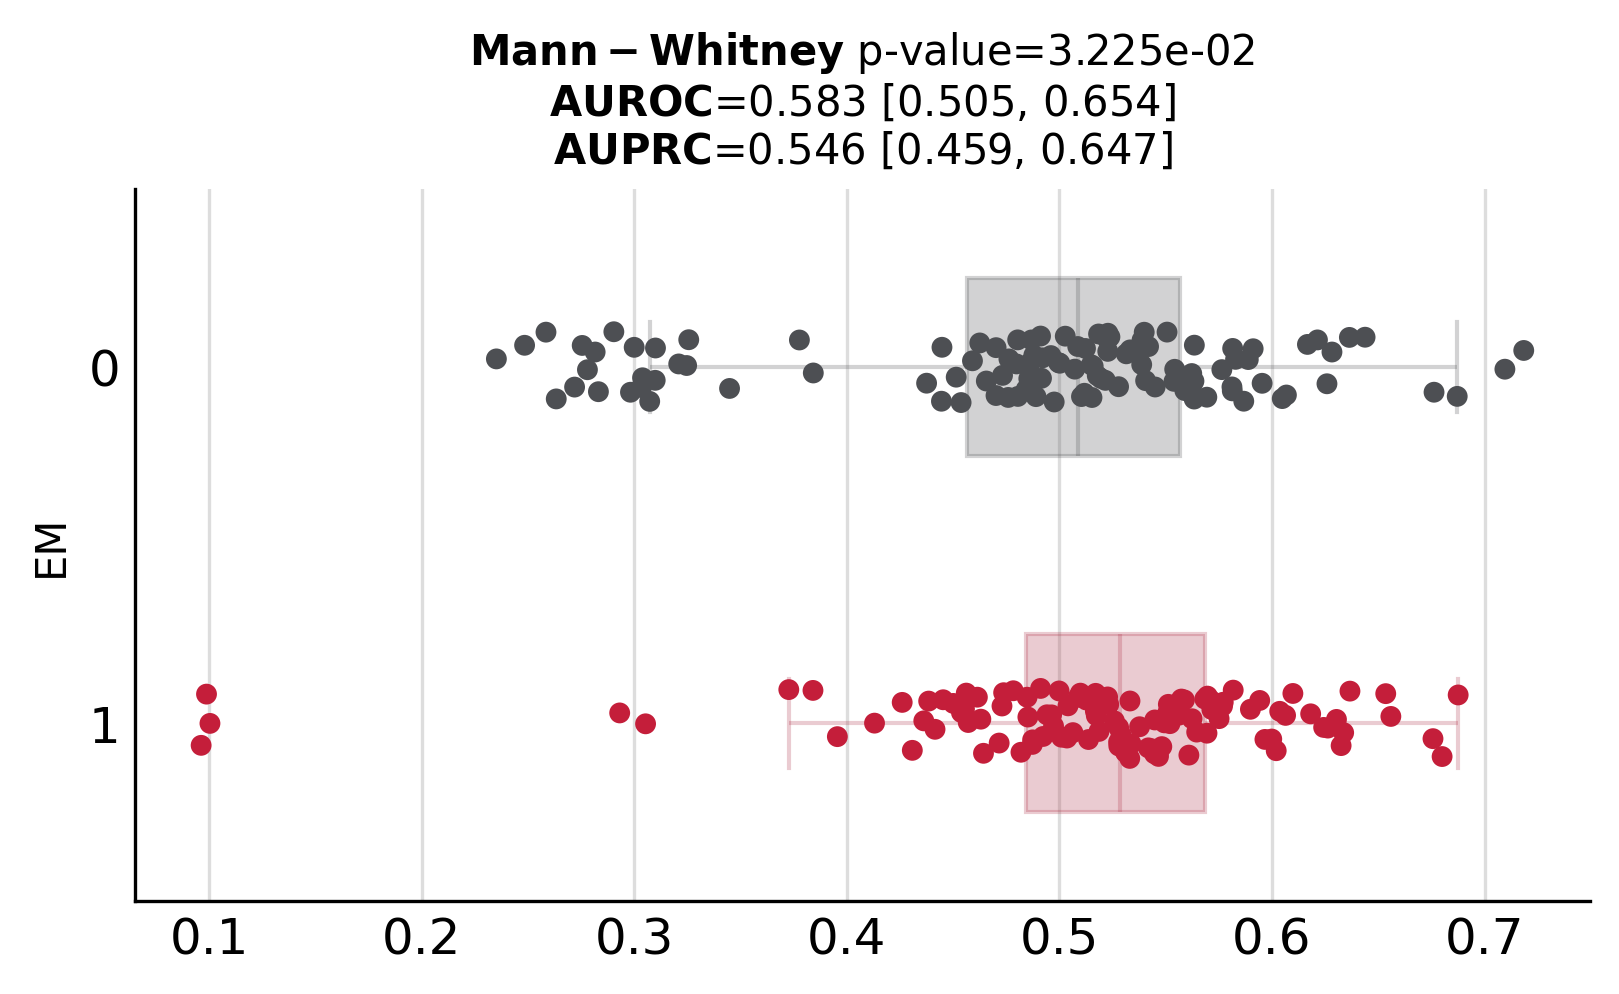 Mann − Whitney p-value=3.225e-02
AUROC=0.583 [0.505, 0.654]
AUPRC=0.546 [0.459, 0.647]
0
EM
1
0.1 0.2 0.3 0.4 0.5 0.6 0.7